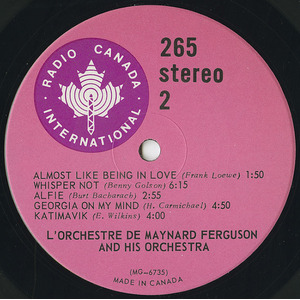 RADIO CANADA
INTERNATIONAL
265
stereo
2
ALMOST LIKE BEING IN LOVE (Frank Loewe) 1:50
WHISPER NOT (Benny Golson) 6:15
ALFIE (Burt Bacharach) 2:55
GEORGIA ON MY MIND (H. Carmichael) 4:50
KATIMAVIK (E. Wilkins) 4:00
L'ORCHESTRE DE MAYNARD FERGUSON
AND HIS ORCHESTRA
(MG-6735)
MADE IN CANADA